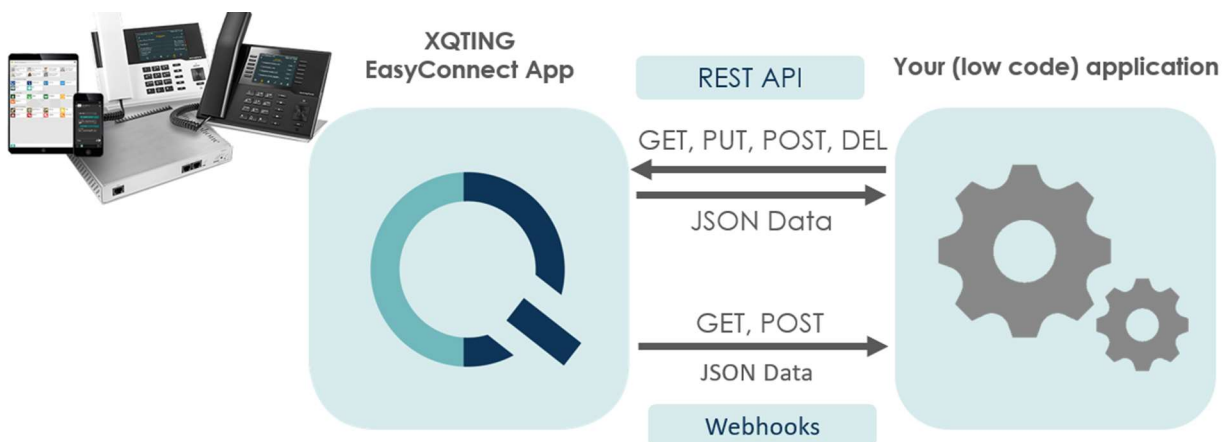 XQTING
EasyConnect App
REST API
Your (low code) application
GET, PUT, POST, DEL
JSON Data
GET, POST
JSON Data
Webhooks